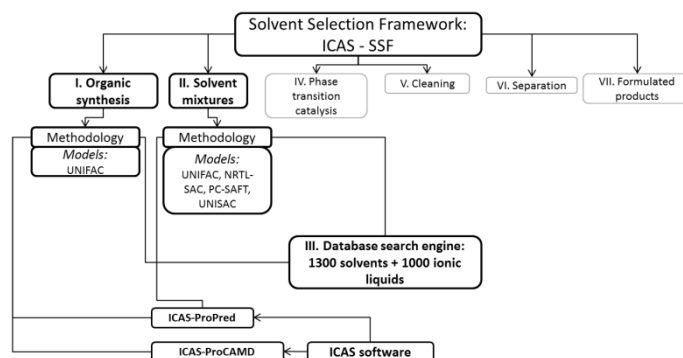 Solvent Selection Framework:
ICAS - SSF
I. Organic
synthesis
II. Solvent
mixtures
IV. Phase
transition
catalysis
V. Cleaning
VI. Separation
VII. Formulated
products
Methodology
Models:
UNIFAC
Methodology
Models:
UNIFAC, NRTL-
SAC, PC-SAFT,
UNISAC
III. Database search engine:
1300 solvents + 1000 ionic
liquids
ICAS-ProPred
ICAS-ProCAMD
ICAS software